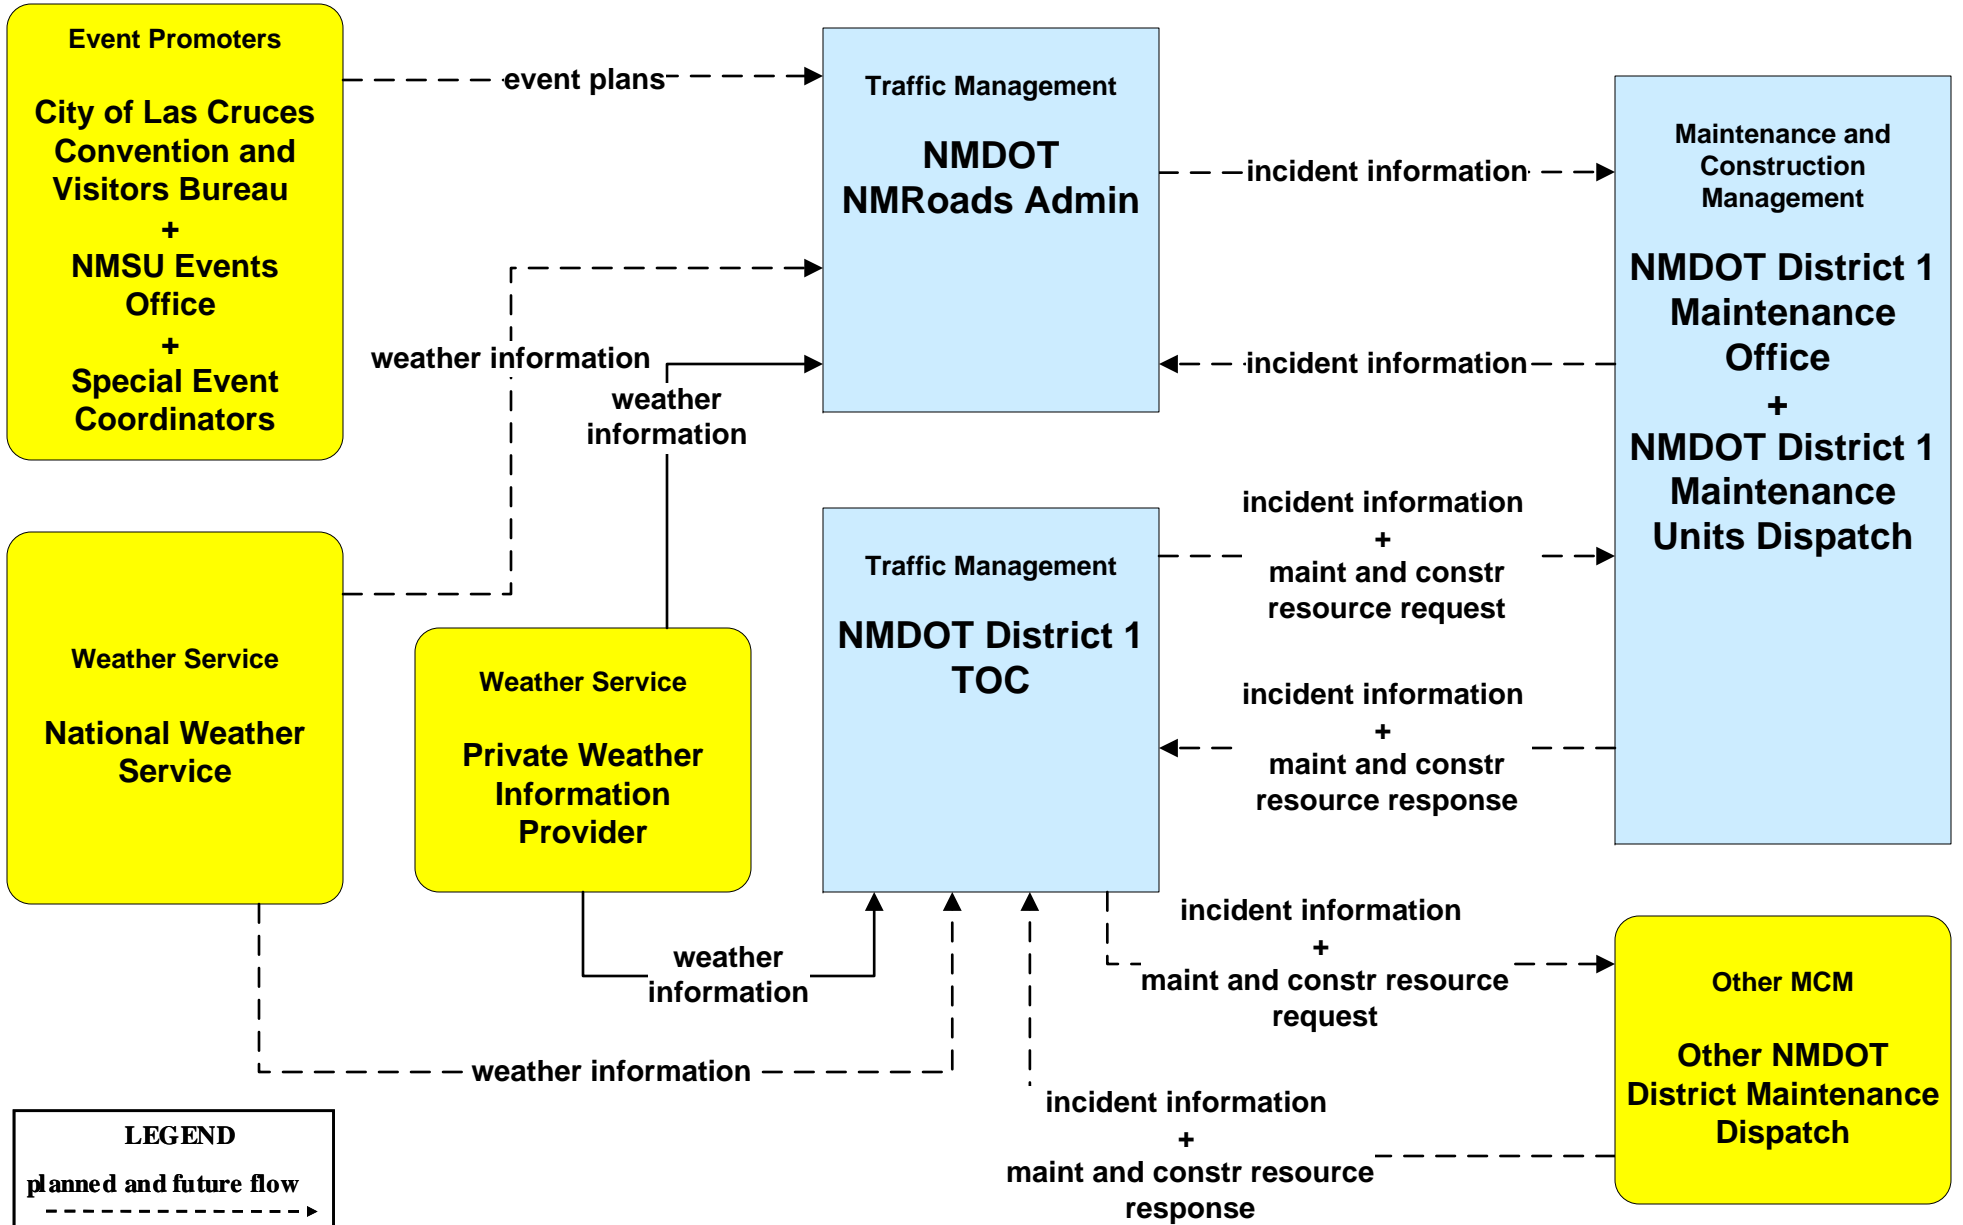 Event Promoters
City of Las Cruces
Convention and
Visitors Bureau
+
NMSU Events
Office
+
Special Event
Coordinators
event plans
Traffic Management
NMDOT
NMRoads Admin
incident information
incident information
Maintenance and
Construction
Management
NMDOT District 1
Maintenance
Office
+
NMDOT District 1
Maintenance
Units Dispatch
weather information
weather
information
Weather Service
National Weather
Service
Weather Service
Private Weather
Information
Provider
Traffic Management
NMDOT District 1
TOC
incident information
+
maint and constr
resource request
incident information
+
maint and constr
resource response
weather
information
weather information
incident information
+
maint and constr resource
request
incident information
+
maint and constr resource
response
Other MCM
Other NMDOT
District Maintenance
Dispatch
LEGEND
planned and future flow